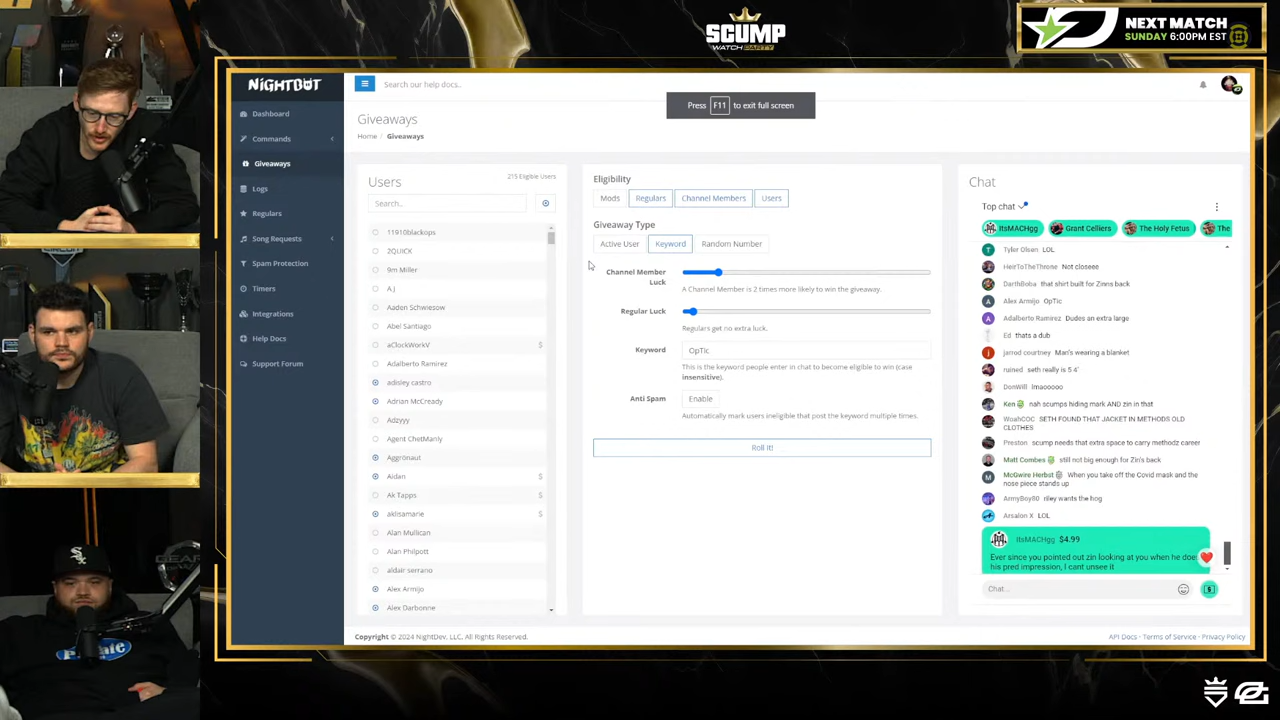 SCUMP
WATCH PARTY
NEXT MATCH
SUNDAY 6:00PM EST
NIGHTBOT
Search our help docs..
Press F11 to exit full screen
Dashboard
Commands
Giveaways
Logs
Regulars
Song Requests
Spam Protection
Timers
Integrations
Help Docs
Support Forum
Giveaways
Home / Giveaways
Users
215 Eligible Users
Search...
11910blackops
2QUICK
9m Miller
A J
Aaden Schwiesow
Abel Santiago
aClockWorkV $
Adalberto Ramirez
adisley castro
Adrian McCready
Adzyyy
Agent ChetManly
Aggrönaut
Aidan $
Ak Tapps $
aklisamarie $
Alan Mullican
Alan Philpott
aldair serrano
Alex Armijo
Alex Darbonne
Eligibility
Mods Regulars Channel Members Users
Giveaway Type
Active User Keyword Random Number
Channel Member
Luck
A Channel Member is 2 times more likely to win the giveaway.
Regular Luck
Regulars get no extra luck.
Keyword
OpTic
This is the keyword people enter in chat to become eligible to win (case
insensitive).
Anti Spam
Enable
Automatically mark users ineligible that post the keyword multiple times.
Roll It!
Chat
Top chat
ItsMACHgg Grant Celliers The Holy Fetus The
Tyler Olsen LOL
HeirToTheThrone Not closeee
DarthBoba that shirt built for Zinns back
Alex Armijo OpTic
Adalberto Ramirez Dudes an extra large
Ed thats a dub
jarrod courtney Man's wearing a blanket
ruined seth really is 5 4'
DonWill lmaooooo
Ken nah scumps hiding mark AND zin in that
WoahCOC SETH FOUND THAT JACKET IN METHODS OLD
CLOTHES
Preston scump needs that extra space to carry methodz career
Matt Combes still not big enough for Zin's back
McGwire Herbst When you take off the Covid mask and the
nose piece stands up
ArmyBoy80 riley wants the hog
Arsalon X LOL
ItsMACHgg $4.99
Ever since you pointed out zin looking at you when he does
his pred impression, I cant unsee it
Chat...
Copyright © 2024 NightDev, LLC. All Rights Reserved.
API Docs - Terms of Service - Privacy Policy